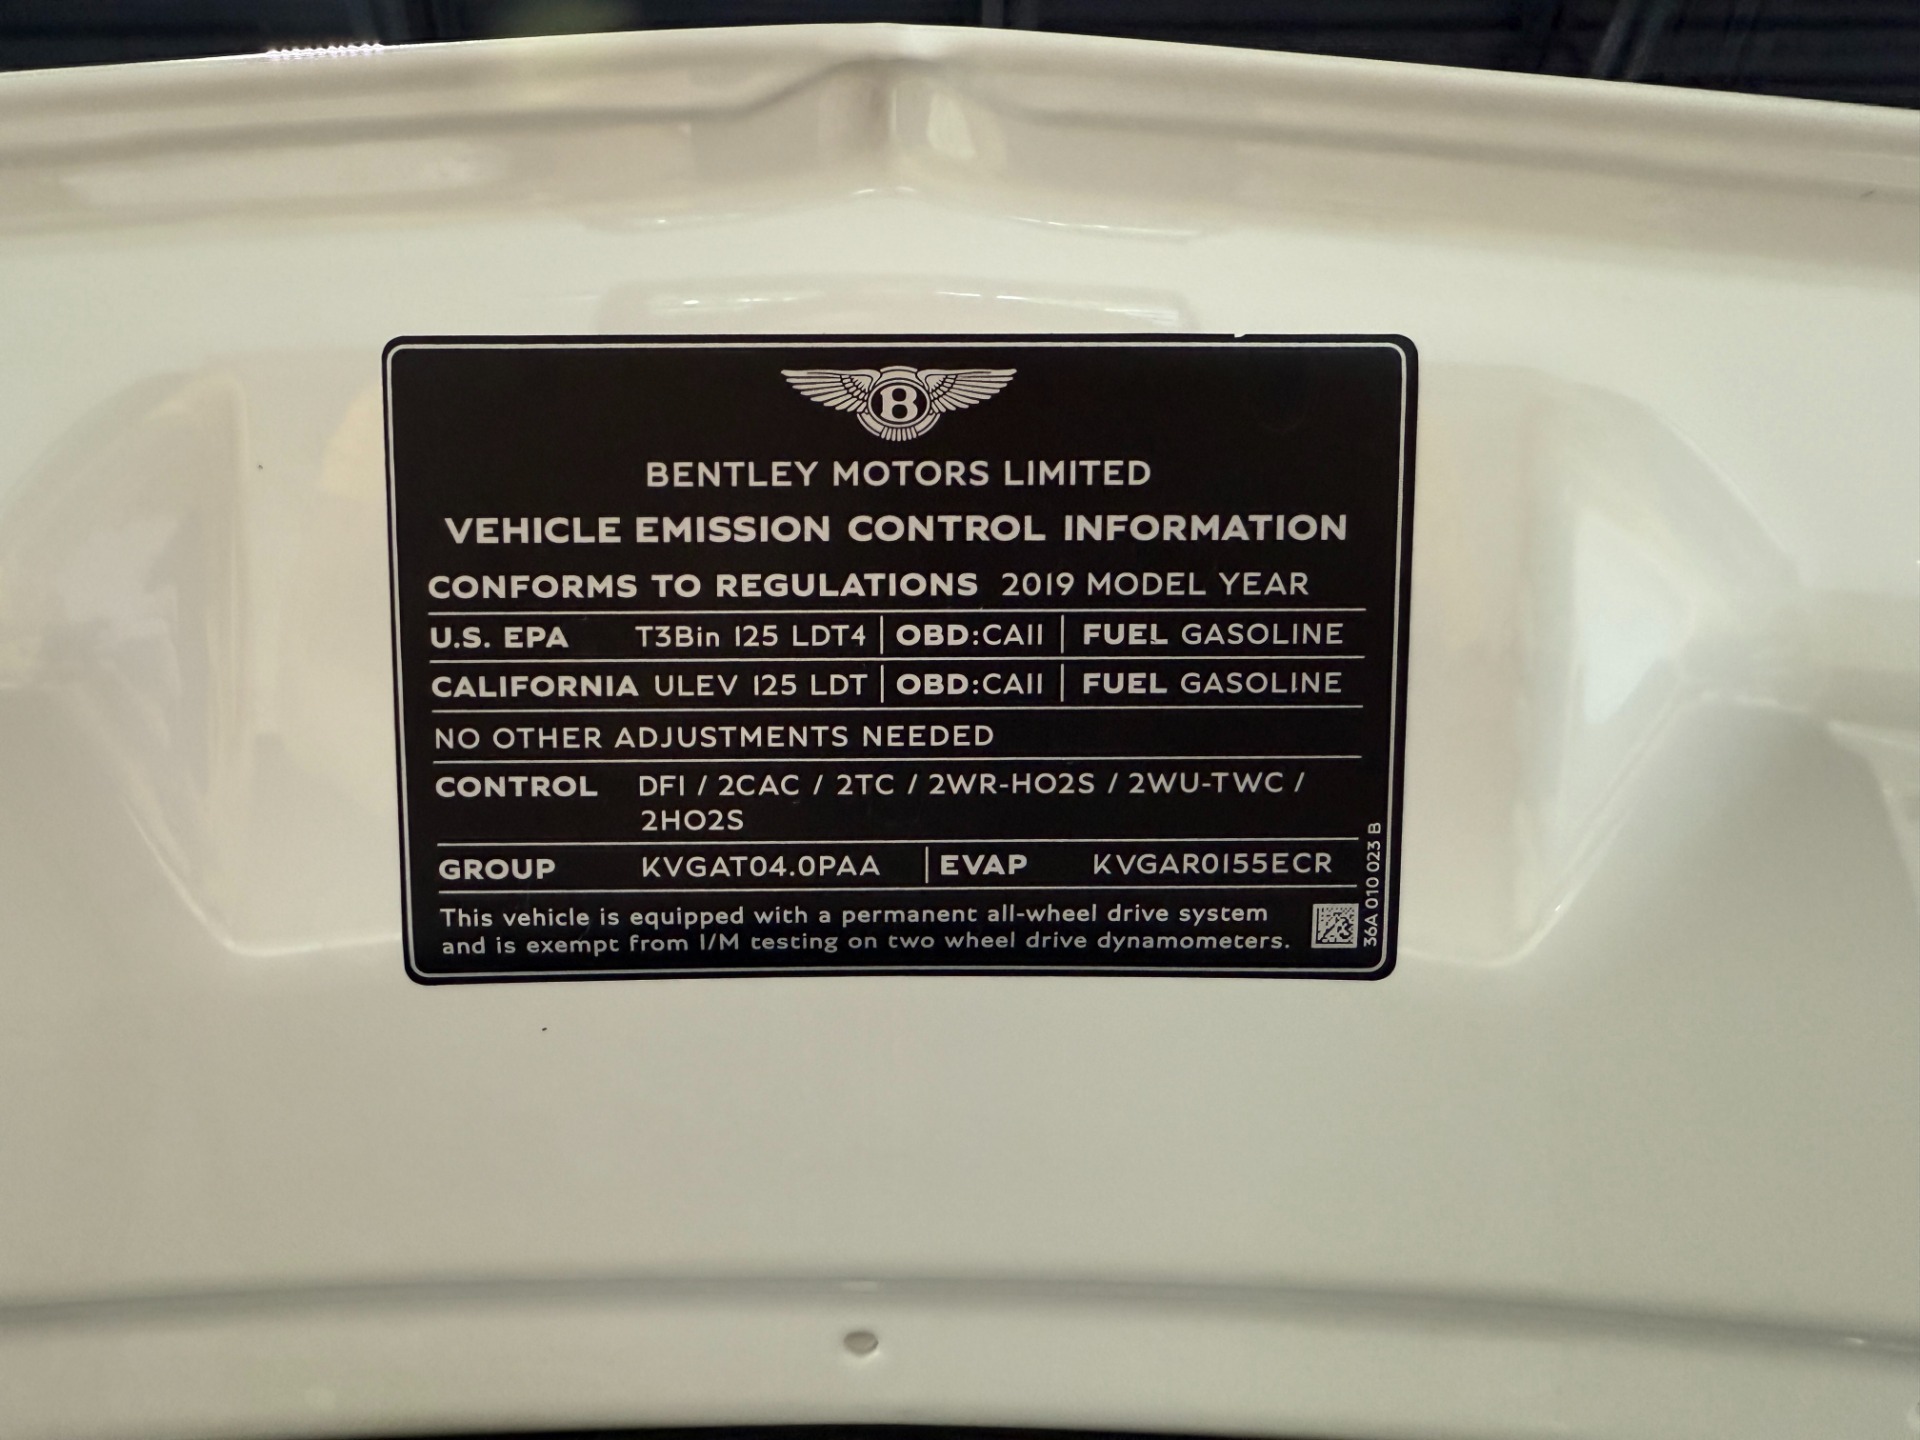 B
BENTLEY MOTORS LIMITED
VEHICLE EMISSION CONTROL INFORMATION
CONFORMS TO REGULATIONS 2019 MODEL YEAR
U.S. EPA T3Bin 125 LDT4 | OBD:CAII | FUEL GASOLINE
CALIFORNIA ULEV 125 LDT | OBD:CAII | FUEL GASOLINE
NO OTHER ADJUSTMENTS NEEDED
CONTROL DFI / 2CAC / 2TC / 2WR-HO2S / 2WU-TWC /
2HO2S
GROUP KVGAT04.0PAA | EVAP KVGAR0155ECR
This vehicle is equipped with a permanent all-wheel drive system
and is exempt from I/M testing on two wheel drive dynamometers.
36A 010 023 B